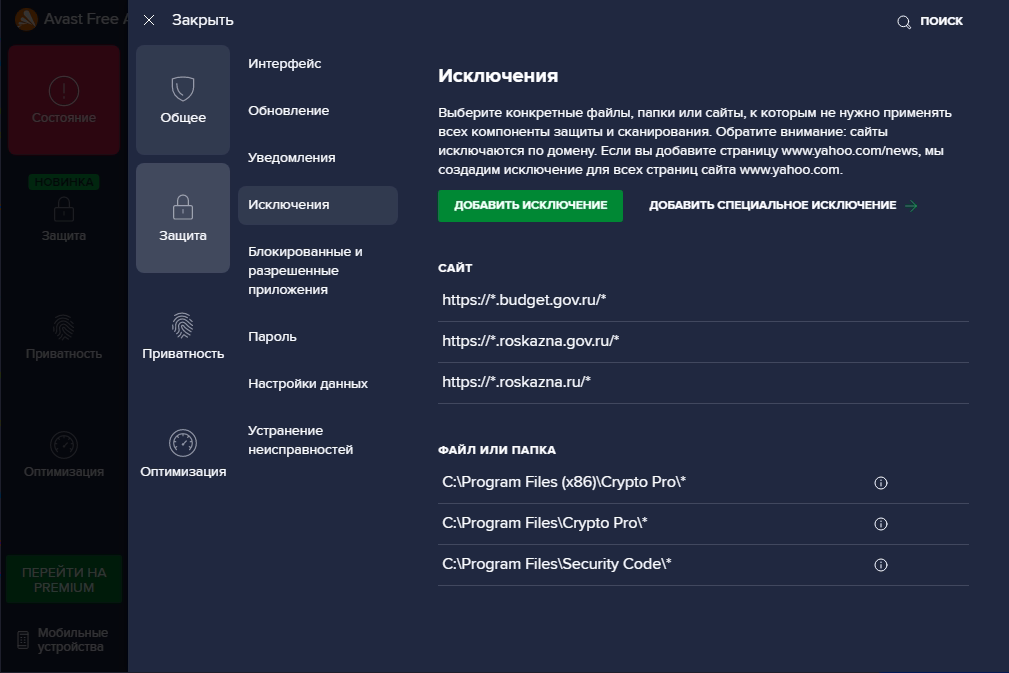 Avast Free A
Закрыть
ПОИСК
Состояние
НОВИНКА
Защита
Приватность
Оптимизация
ПЕРЕЙТИ НА
PREMIUM
Мобильные
устройства
Общее
Защита
Приватность
Оптимизация
Интерфейс
Обновление
Уведомления
Исключения
Блокированные и
разрешенные
приложения
Пароль
Настройки данных
Устранение
неисправностей
Исключения
Выберите конкретные файлы, папки или сайты, к которым не нужно применять
всех компоненты защиты и сканирования. Обратите внимание: сайты
исключаются по домену. Если вы добавите страницу www.yahoo.com/news, мы
создадим исключение для всех страниц сайта www.yahoo.com.
ДОБАВИТЬ ИСКЛЮЧЕНИЕ
ДОБАВИТЬ СПЕЦИАЛЬНОЕ ИСКЛЮЧЕНИЕ →
САЙТ
https://*.budget.gov.ru/*
https://*.roskazna.gov.ru/*
https://*.roskazna.ru/*
ФАЙЛ ИЛИ ПАПКА
C:\Program Files (x86)\Crypto Pro\*
C:\Program Files\Crypto Pro\*
C:\Program Files\Security Code\*